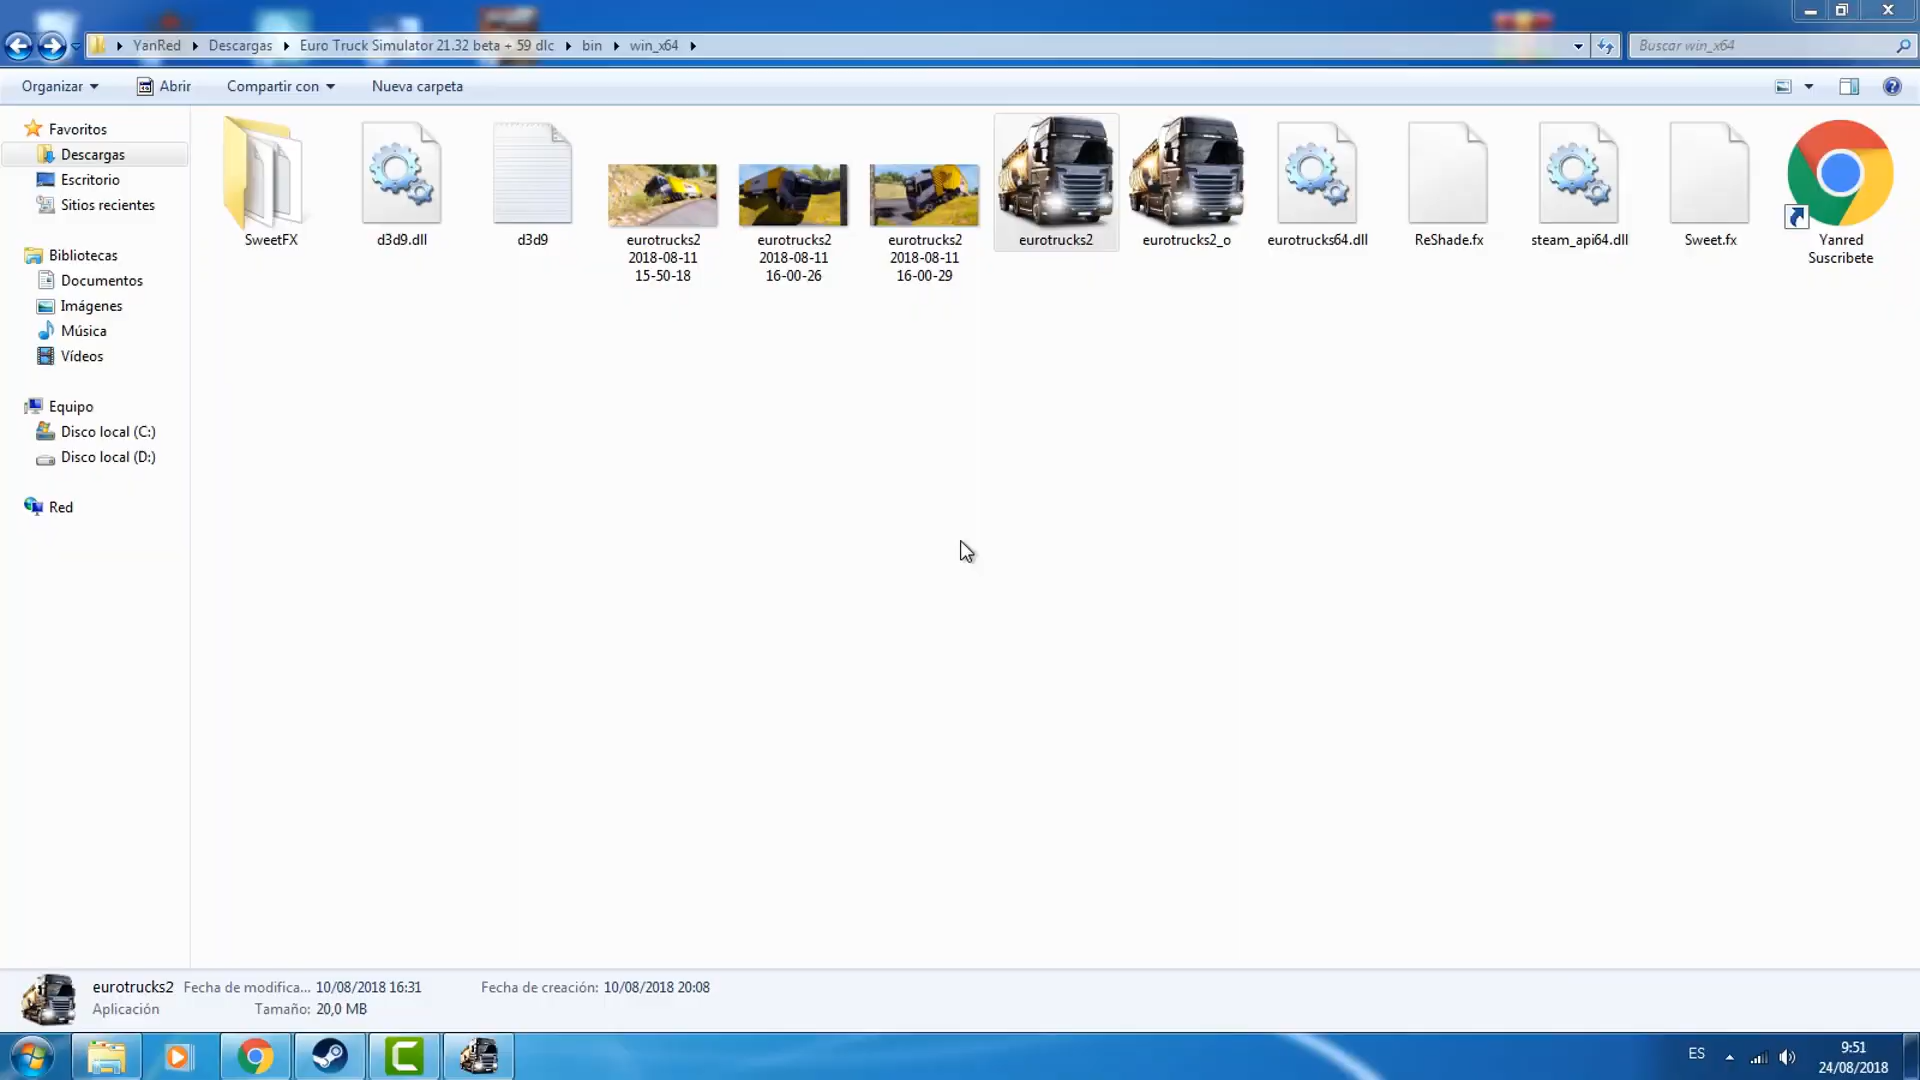 YanRed ▸ Descargas ▸ Euro Truck Simulator 21.32 beta + 59 dlc ▸ bin ▸ win_x64 ▸
Buscar win_x64
Organizar
Abrir
Compartir con
Nueva carpeta
Favoritos
Descargas
Escritorio
Sitios recientes
Bibliotecas
Documentos
Imágenes
Música
Vídeos
Equipo
Disco local (C:)
Disco local (D:)
Red
SweetFX
d3d9.dll
d3d9
eurotrucks2
2018-08-11
15-50-18
eurotrucks2
2018-08-11
16-00-26
eurotrucks2
2018-08-11
16-00-29
eurotrucks2
eurotrucks2_o
eurotrucks64.dll
ReShade.fx
steam_api64.dll
Sweet.fx
Yanred
Suscribete
eurotrucks2 Fecha de modifica... 10/08/2018 16:31 Fecha de creación: 10/08/2018 20:08
Aplicación Tamaño: 20,0 MB
ES
9:51
24/08/2018